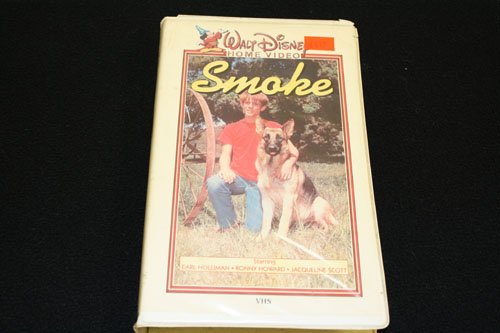 WALT DISNEY
HOME VIDEO
Smoke
Starring
EARL HOLLIMAN • RONNY HOWARD • JACQUELINE SCOTT
VHS